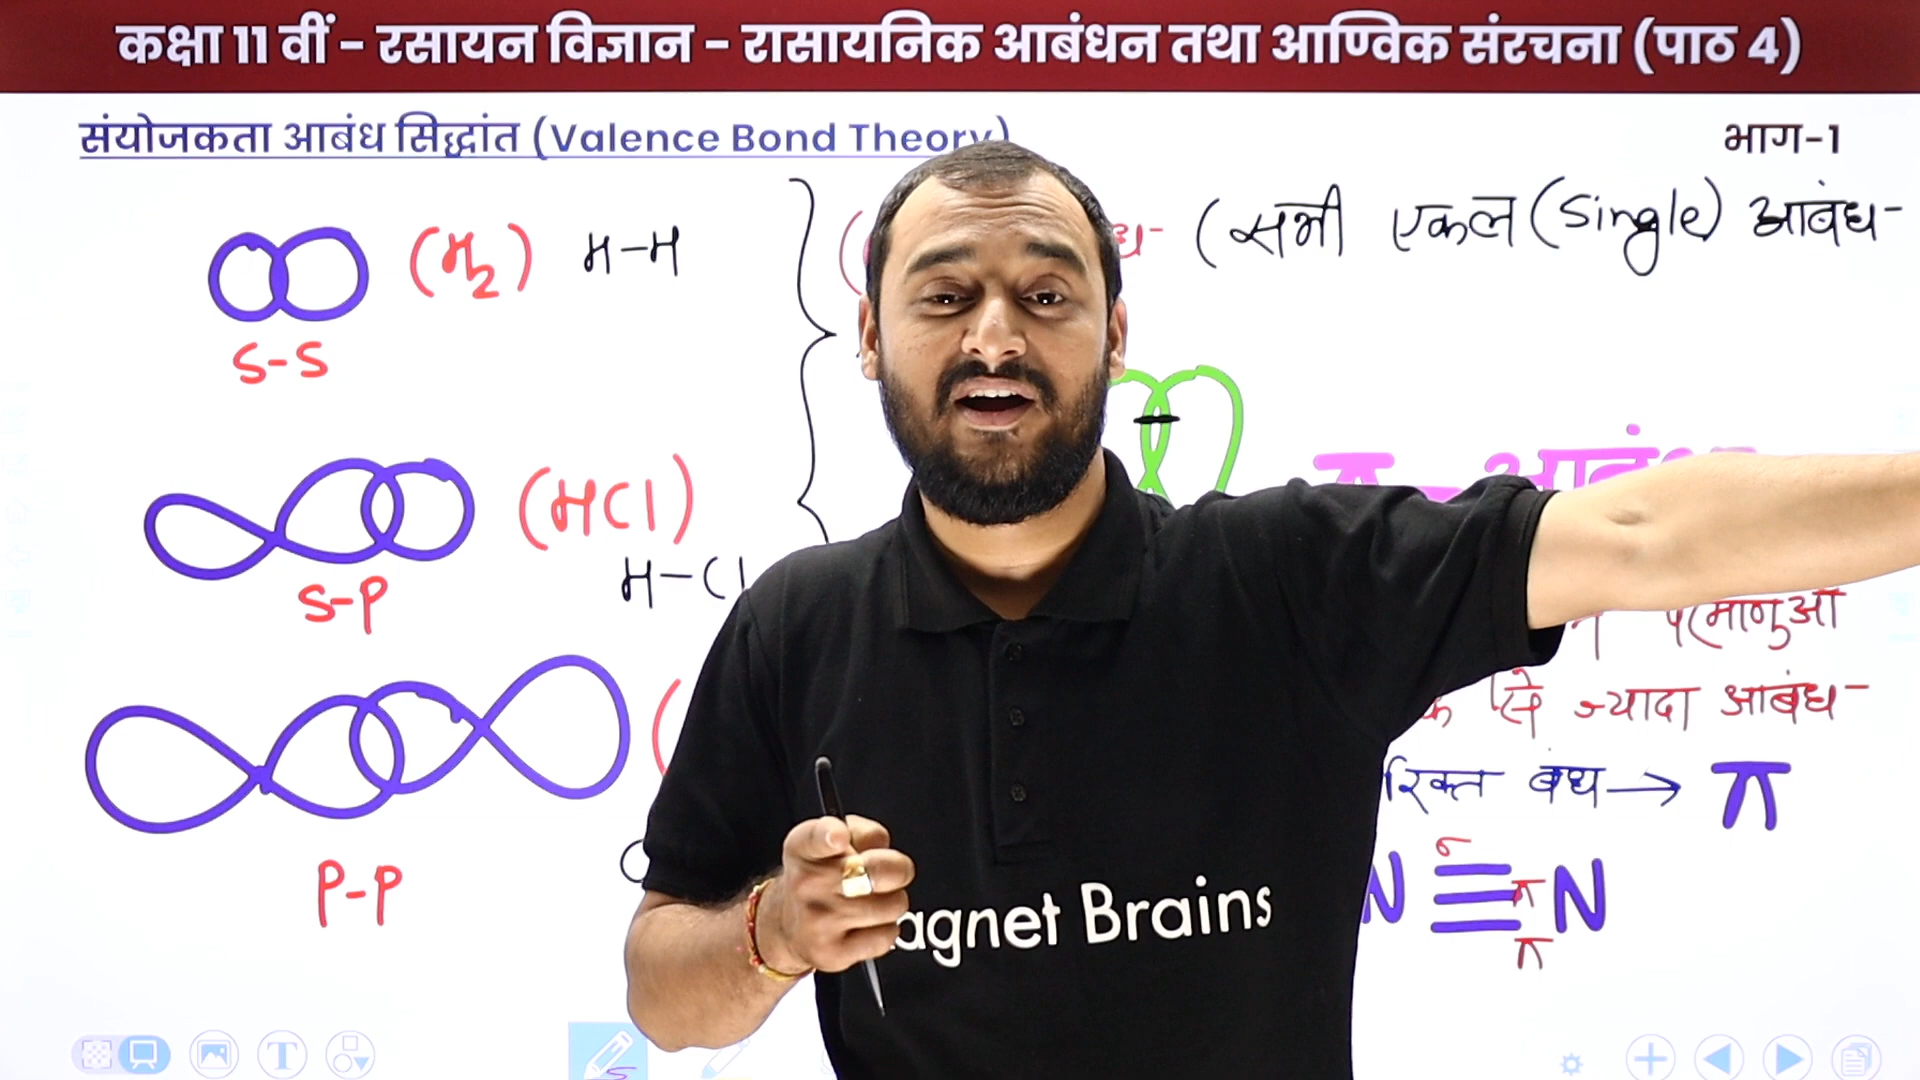 कक्षा 11 वीं - रसायन विज्ञान - रासायनिक आबंधन तथा आण्विक संरचना (पाठ 4)
संयोजकता आबंध सिद्धांत (Valence Bond Theory)
भाग-1
(H2) H-H
(सभी एकल (Single) आबंध-
S-S
(HCl)
H-Cl
S-P
π - आबंध
परमाणुओं
से ज्यादा आबंध-
बंध → π
P-P
σ
N ≡ N
π
π
agnet Brains
T